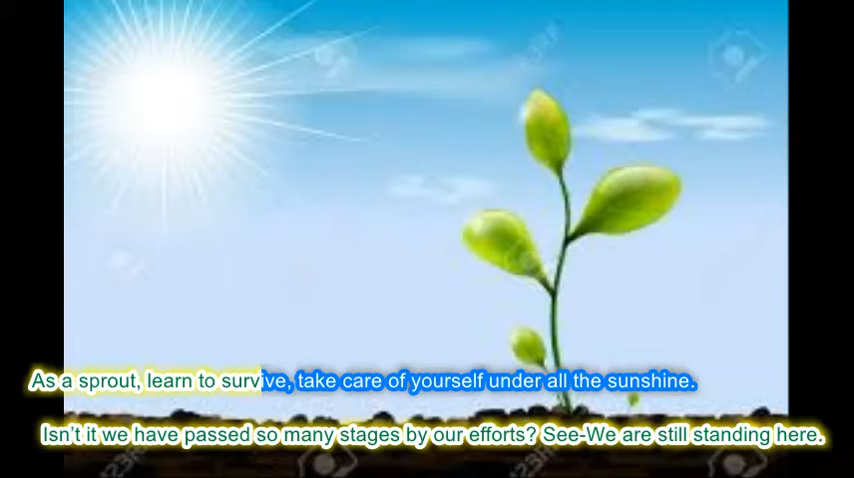 As a sprout, learn to survive, take care of yourself under all the sunshine.
Isn't it we have passed so many stages by our efforts? See-We are still standing here.